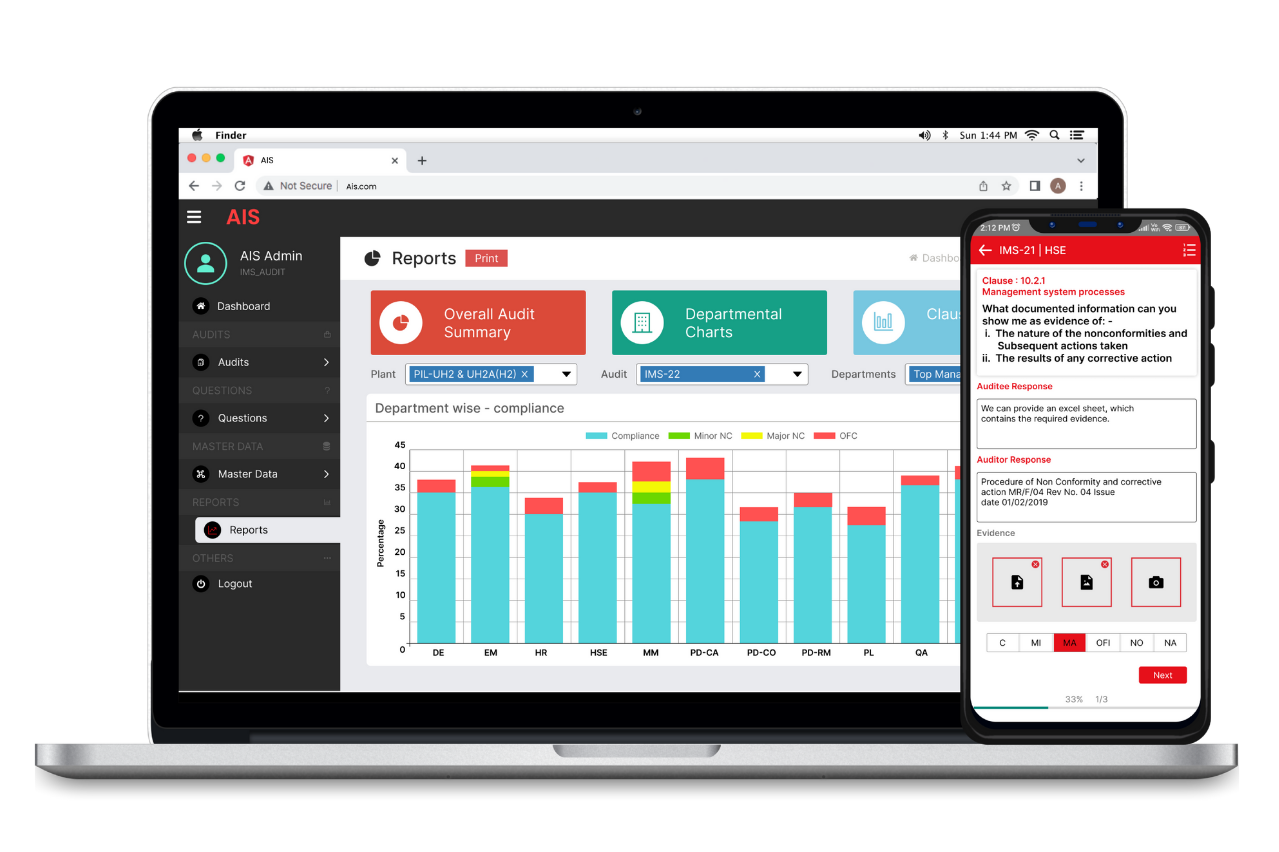 Finder
Sun 1:44 PM
AIS
Not Secure
Ais.com
A
AIS
AIS Admin
IMS_AUDIT
Dashboard
AUDITS
Audits
QUESTIONS
?
? Questions
MASTER DATA
Master Data
REPORTS
Reports
OTHERS
Logout
Reports
Print
Dashbo
Overall Audit
Summary
Departmental
Charts
Clau
Plant
PIL-UH2 & UH2A(H2) X
Audit
IMS-22 X
Departments
Top Mana
Department wise - compliance
Compliance
Minor NC
Major NC
OFC
Percentage
45
40
35
30
25
20
15
10
5
0
DE EM HR HSE MM PD-CA PD-CO PD-RM PL QA
2:12 PM
IMS-21 | HSE
Clause : 10.2.1
Management system processes
What documented information can you
show me as evidence of: -
i. The nature of the nonconformities and
Subsequent actions taken
ii. The results of any corrective action
Auditee Response
We can provide an excel sheet, which
contains the required evidence.
Auditor Response
Procedure of Non Conformity and corrective
action MR/F/04 Rev No. 04 Issue
date 01/02/2019
Evidence
C MI MA OFI NO NA
Next
33% 1/3